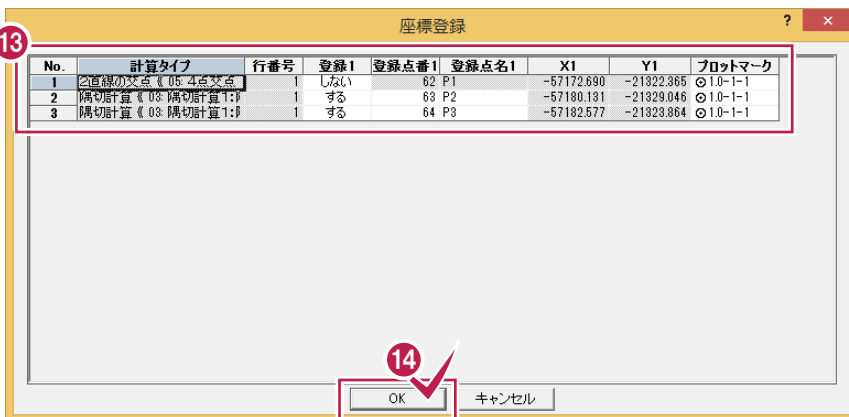 座標登録
? ×
13
No. 計算タイプ 行番号 登録1 登録点番1 登録点名1 X1 Y1 プロットマーク
1 2直線の交点《 05: 4点交点 1 しない 62 P1 -57172.690 -21322.365 ⊙1.0-1-1
2 隅切計算《 03: 隅切計算1: 1 する 63 P2 -57180.131 -21329.046 ⊙1.0-1-1
3 隅切計算《 03: 隅切計算1: 1 する 64 P3 -57182.577 -21323.864 ⊙1.0-1-1
14
OK キャンセル